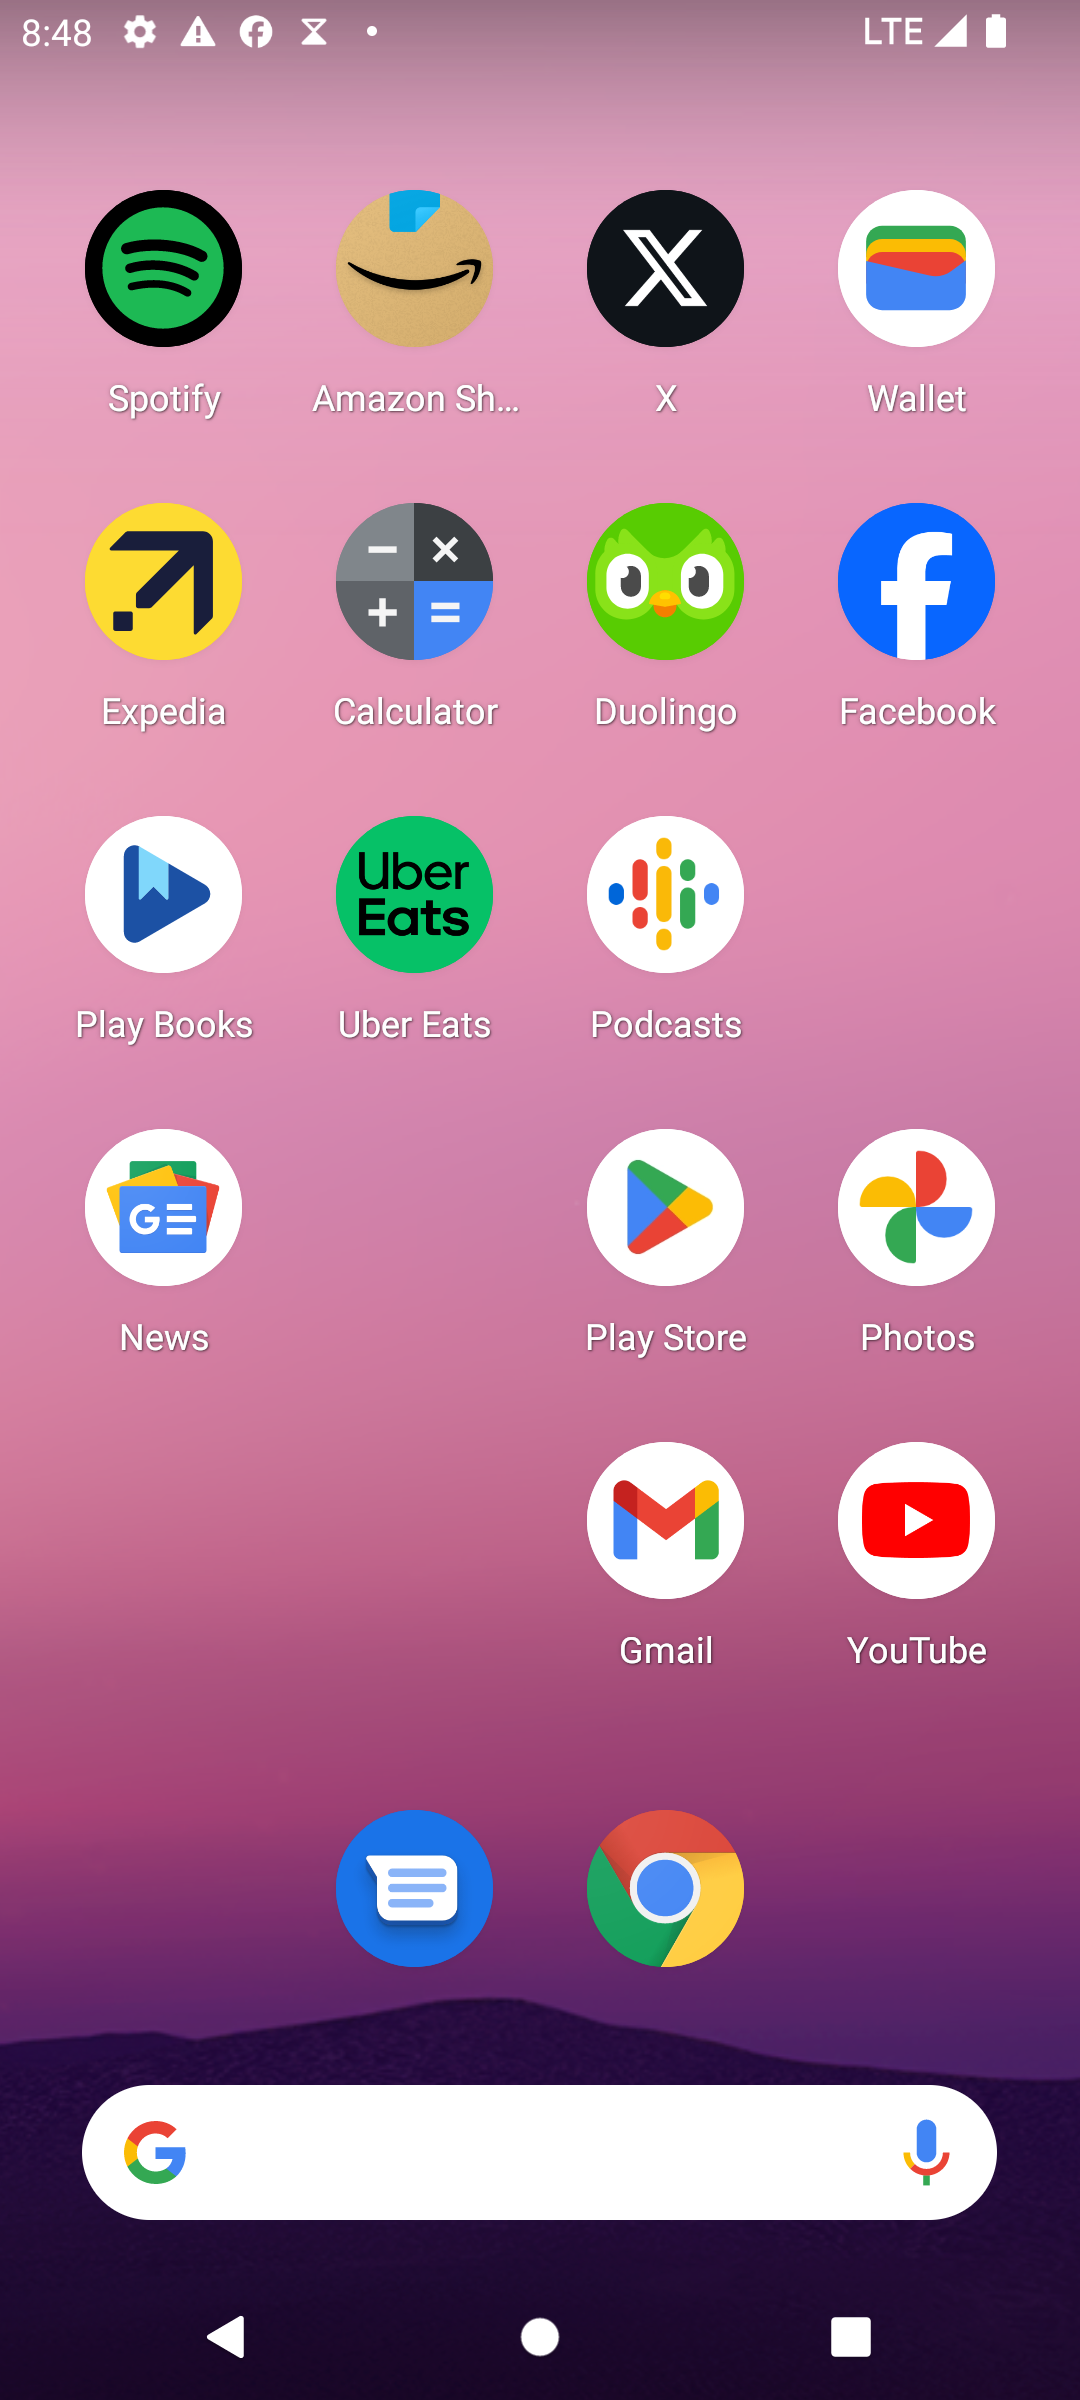 8:48 LTE
Spotify Amazon Sh... X Wallet
Expedia Calculator Duolingo Facebook
Uber
Eats
Play Books Uber Eats Podcasts
News Play Store Photos
Gmail YouTube